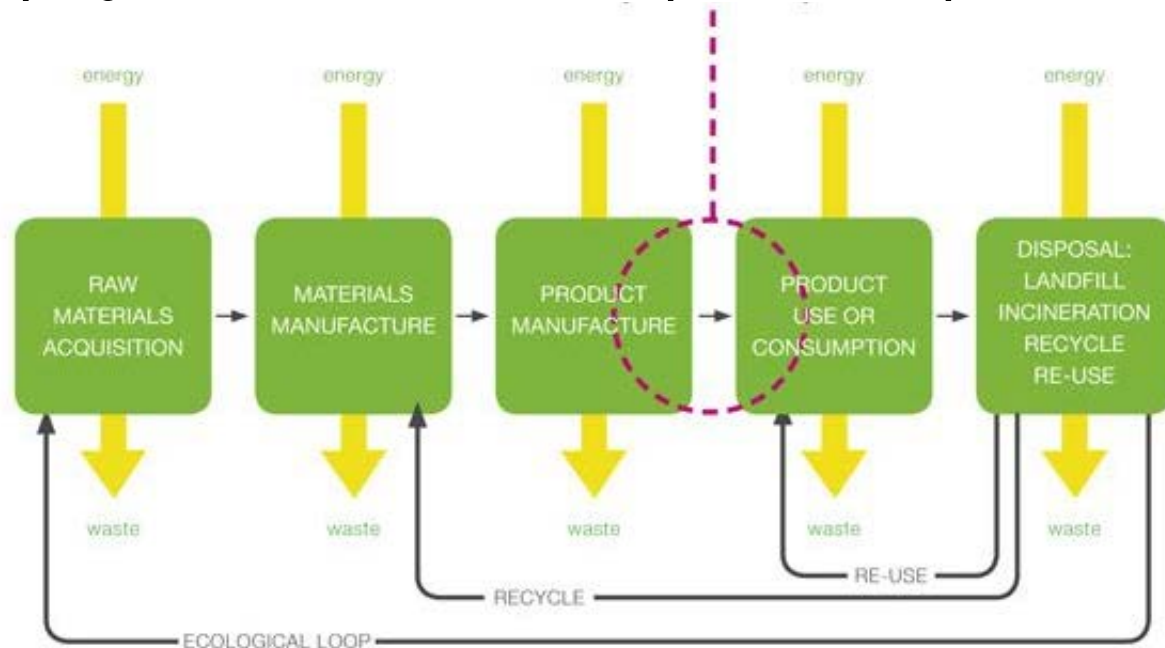 energy
energy
energy
energy
energy
RAW
MATERIALS
ACQUISITION
MATERIALS
MANUFACTURE
PRODUCT
MANUFACTURE
PRODUCT
USE OR
CONSUMPTION
DISPOSAL:
LANDFILL
INCINERATION
RECYCLE
RE-USE
waste
waste
waste
waste
waste
RE-USE
RECYCLE
ECOLOGICAL LOOP